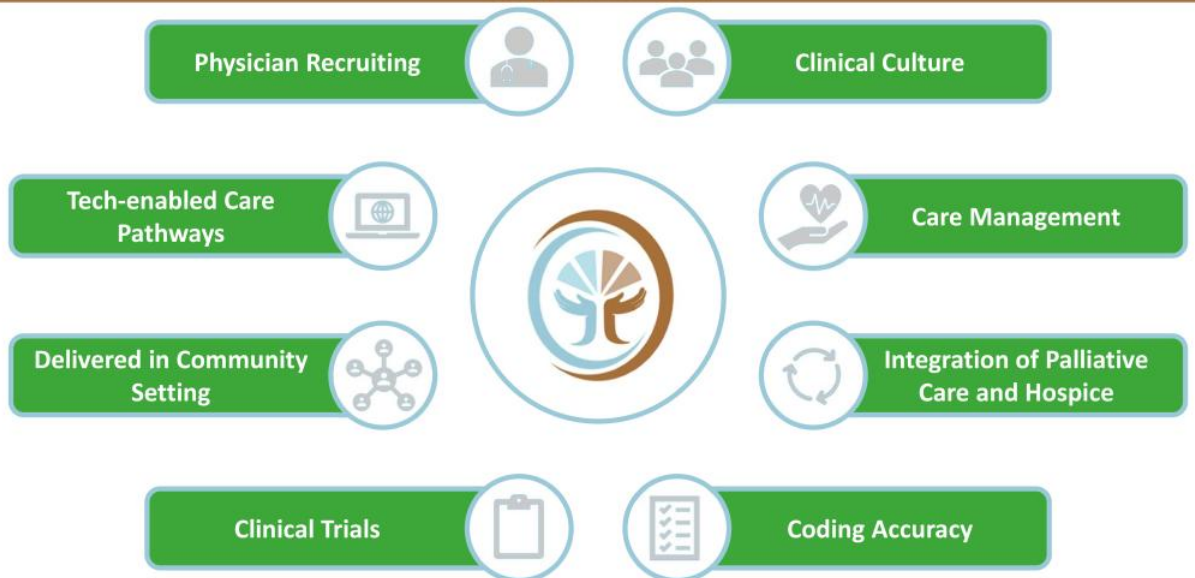 Physician Recruiting
Clinical Culture
Tech-enabled Care
Pathways
Care Management
Delivered in Community
Setting
Integration of Palliative
Care and Hospice
Clinical Trials
Coding Accuracy